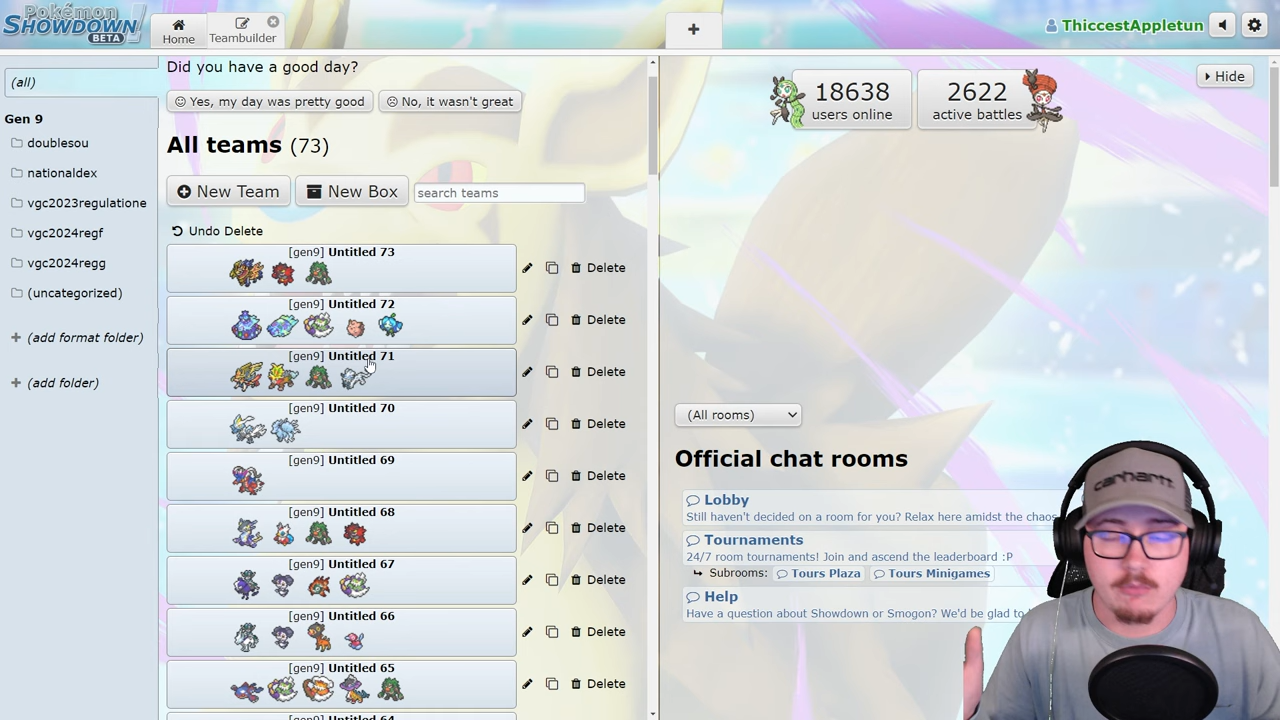 Pokémon
SHOWDOWN!
BETA
Home
Teambuilder
ThiccestAppletun
(all)
Gen 9
doublesou
nationaldex
vgc2023regulatione
vgc2024regf
vgc2024regg
(uncategorized)
(add format folder)
(add folder)
Did you have a good day?
Yes, my day was pretty good
No, it wasn't great
All teams (73)
New Team
New Box
search teams
Undo Delete
[gen9] Untitled 73
Delete
[gen9] Untitled 72
Delete
[gen9] Untitled 71
Delete
[gen9] Untitled 70
Delete
[gen9] Untitled 69
Delete
[gen9] Untitled 68
Delete
[gen9] Untitled 67
Delete
[gen9] Untitled 66
Delete
[gen9] Untitled 65
Delete
[gen9] Untitled 64
18638
users online
2622
active battles
Hide
(All rooms)
Official chat rooms
Lobby
Still haven't decided on a room for you? Relax here amidst the chaos
Tournaments
24/7 room tournaments! Join and ascend the leaderboard :P
Subrooms: Tours Plaza Tours Minigames
Help
Have a question about Showdown or Smogon? We'd be glad to
carhartt